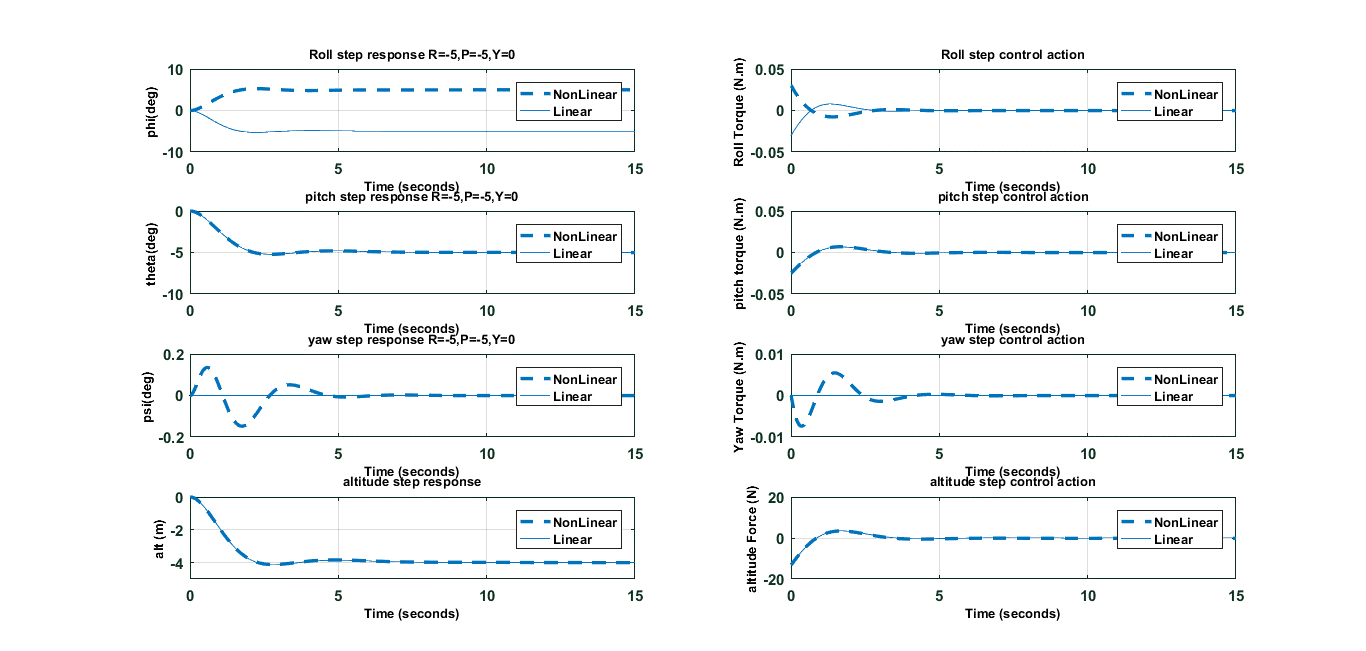 Roll step response R=-5,P=-5,Y=0
10
0
-10
phi(deg)
NonLinear
Linear
0 5 10 15
Time (seconds)
pitch step response R=-5,P=-5,Y=0
0
-5
-10
theta(deg)
NonLinear
Linear
0 5 10 15
Time (seconds)
yaw step response R=-5,P=-5,Y=0
0.2
0
-0.2
psi(deg)
NonLinear
Linear
0 5 10 15
Time (seconds)
altitude step response
0
-2
-4
alt (m)
NonLinear
Linear
0 5 10 15
Time (seconds)
Roll step control action
0.05
0
-0.05
Roll Torque (N.m)
NonLinear
Linear
0 5 10 15
Time (seconds)
pitch step control action
0.05
0
-0.05
pitch torque (N.m)
NonLinear
Linear
0 5 10 15
Time (seconds)
yaw step control action
0.01
0
-0.01
Yaw Torque (N.m)
NonLinear
Linear
0 5 10 15
Time (seconds)
altitude step control action
20
0
-20
altitude Force (N)
NonLinear
Linear
0 5 10 15
Time (seconds)